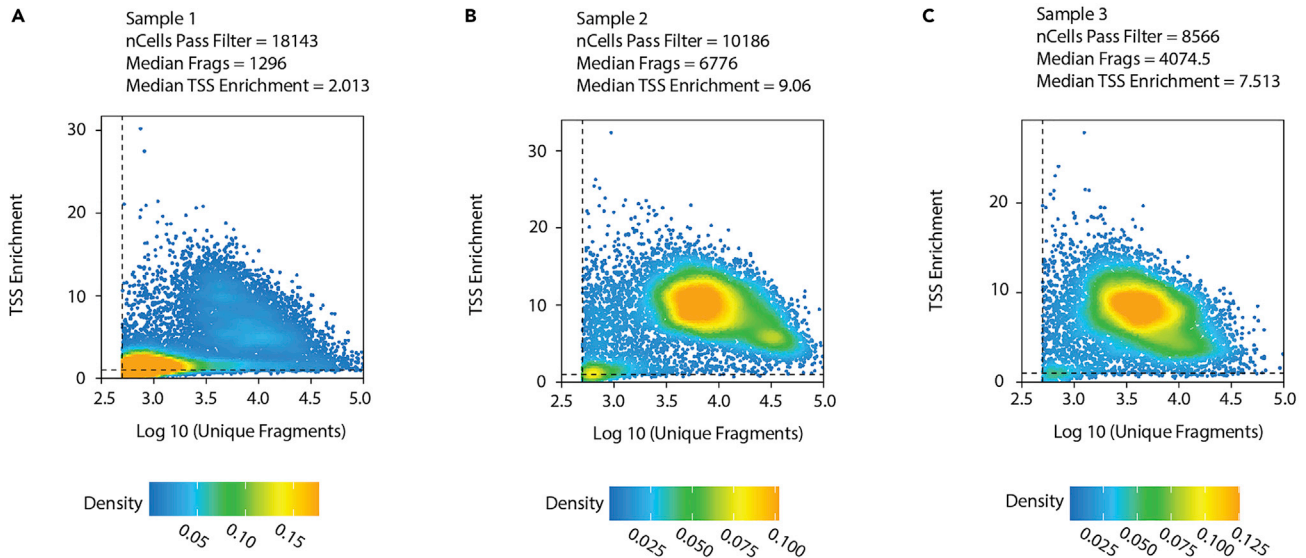 A
Sample 1
nCells Pass Filter = 18143
Median Frags = 1296
Median TSS Enrichment = 2.013
TSS Enrichment
30
20
10
0
2.5 3.0 3.5 4.0 4.5 5.0
Log 10 (Unique Fragments)
Density
0.05 0.10 0.15
B
Sample 2
nCells Pass Filter = 10186
Median Frags = 6776
Median TSS Enrichment = 9.06
TSS Enrichment
30
20
10
0
2.5 3.0 3.5 4.0 4.5 5.0
Log 10 (Unique Fragments)
Density
0.025 0.050 0.075 0.100
C
Sample 3
nCells Pass Filter = 8566
Median Frags = 4074.5
Median TSS Enrichment = 7.513
TSS Enrichment
20
10
0
2.5 3.0 3.5 4.0 4.5 5.0
Log 10 (Unique Fragments)
Density
0.025 0.050 0.075 0.100 0.125